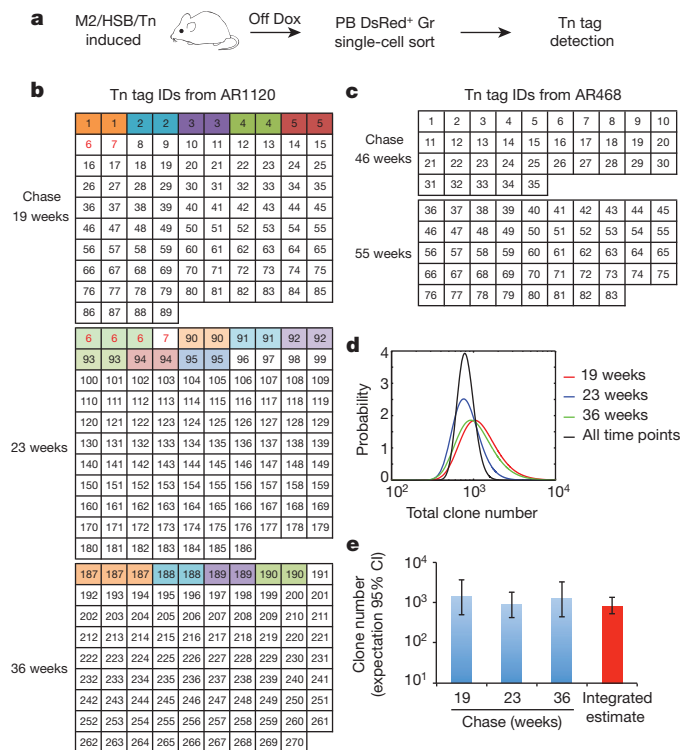 a
M2/HSB/Tn
induced
Off Dox
PB DsRed⁺ Gr
single-cell sort
Tn tag
detection
b
Tn tag IDs from AR1120
Chase
19 weeks
1 1 2 2 3 3 4 4 5 5
6 7 8 9 10 11 12 13 14 15
16 17 18 19 20 21 22 23 24 25
26 27 28 29 30 31 32 33 34 35
36 37 38 39 40 41 42 43 44 45
46 47 48 49 50 51 52 53 54 55
56 57 58 59 60 61 62 63 64 65
66 67 68 69 70 71 72 73 74 75
76 77 78 79 80 81 82 83 84 85
86 87 88 89
23 weeks
6 6 6 7 90 90 91 91 92 92
93 93 94 94 95 95 96 97 98 99
100 101 102 103 104 105 106 107 108 109
110 111 112 113 114 115 116 117 118 119
120 121 122 123 124 125 126 127 128 129
130 131 132 133 134 135 136 137 138 139
140 141 142 143 144 145 146 147 148 149
150 151 152 153 154 155 156 157 158 159
160 161 162 163 164 165 166 167 168 169
170 171 172 173 174 175 176 177 178 179
180 181 182 183 184 185 186
36 weeks
187 187 187 188 188 189 189 190 190 191
192 193 194 195 196 197 198 199 200 201
202 203 204 205 206 207 208 209 210 211
212 213 214 215 216 217 218 219 220 221
222 223 224 225 226 227 228 229 230 231
232 233 234 235 236 237 238 239 240 241
242 243 244 245 246 247 248 249 250 251
252 253 254 255 256 257 258 259 260 261
262 263 264 265 266 267 268 269 270
c
Tn tag IDs from AR468
Chase
46 weeks
1 2 3 4 5 6 7 8 9 10
11 12 13 14 15 16 17 18 19 20
21 22 23 24 25 26 27 28 29 30
31 32 33 34 35
55 weeks
36 37 38 39 40 41 42 43 44 45
46 47 48 49 50 51 52 53 54 55
56 57 58 59 60 61 62 63 64 65
66 67 68 69 70 71 72 73 74 75
76 77 78 79 80 81 82 83
d
Probability
4
3
2
1
0
10² 10³ 10⁴
Total clone number
19 weeks
23 weeks
36 weeks
All time points
e
Clone number
(expectation 95% CI)
10⁴
10³
10²
10¹
19 23 36 Integrated
estimate
Chase (weeks)